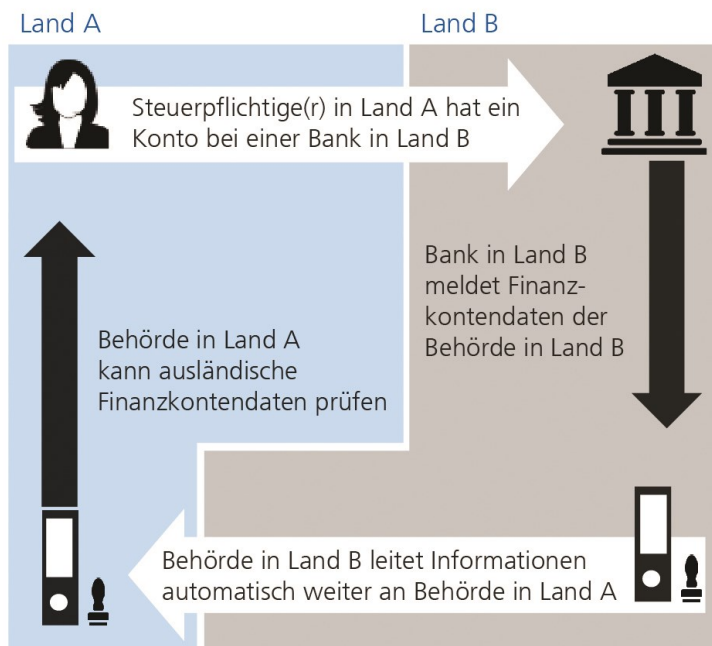 Land A
Land B
Steuerpflichtige(r) in Land A hat ein
Konto bei einer Bank in Land B
Bank in Land B
meldet Finanz-
kontendaten der
Behörde in Land B
Behörde in Land A
kann ausländische
Finanzkontendaten prüfen
Behörde in Land B leitet Informationen
automatisch weiter an Behörde in Land A